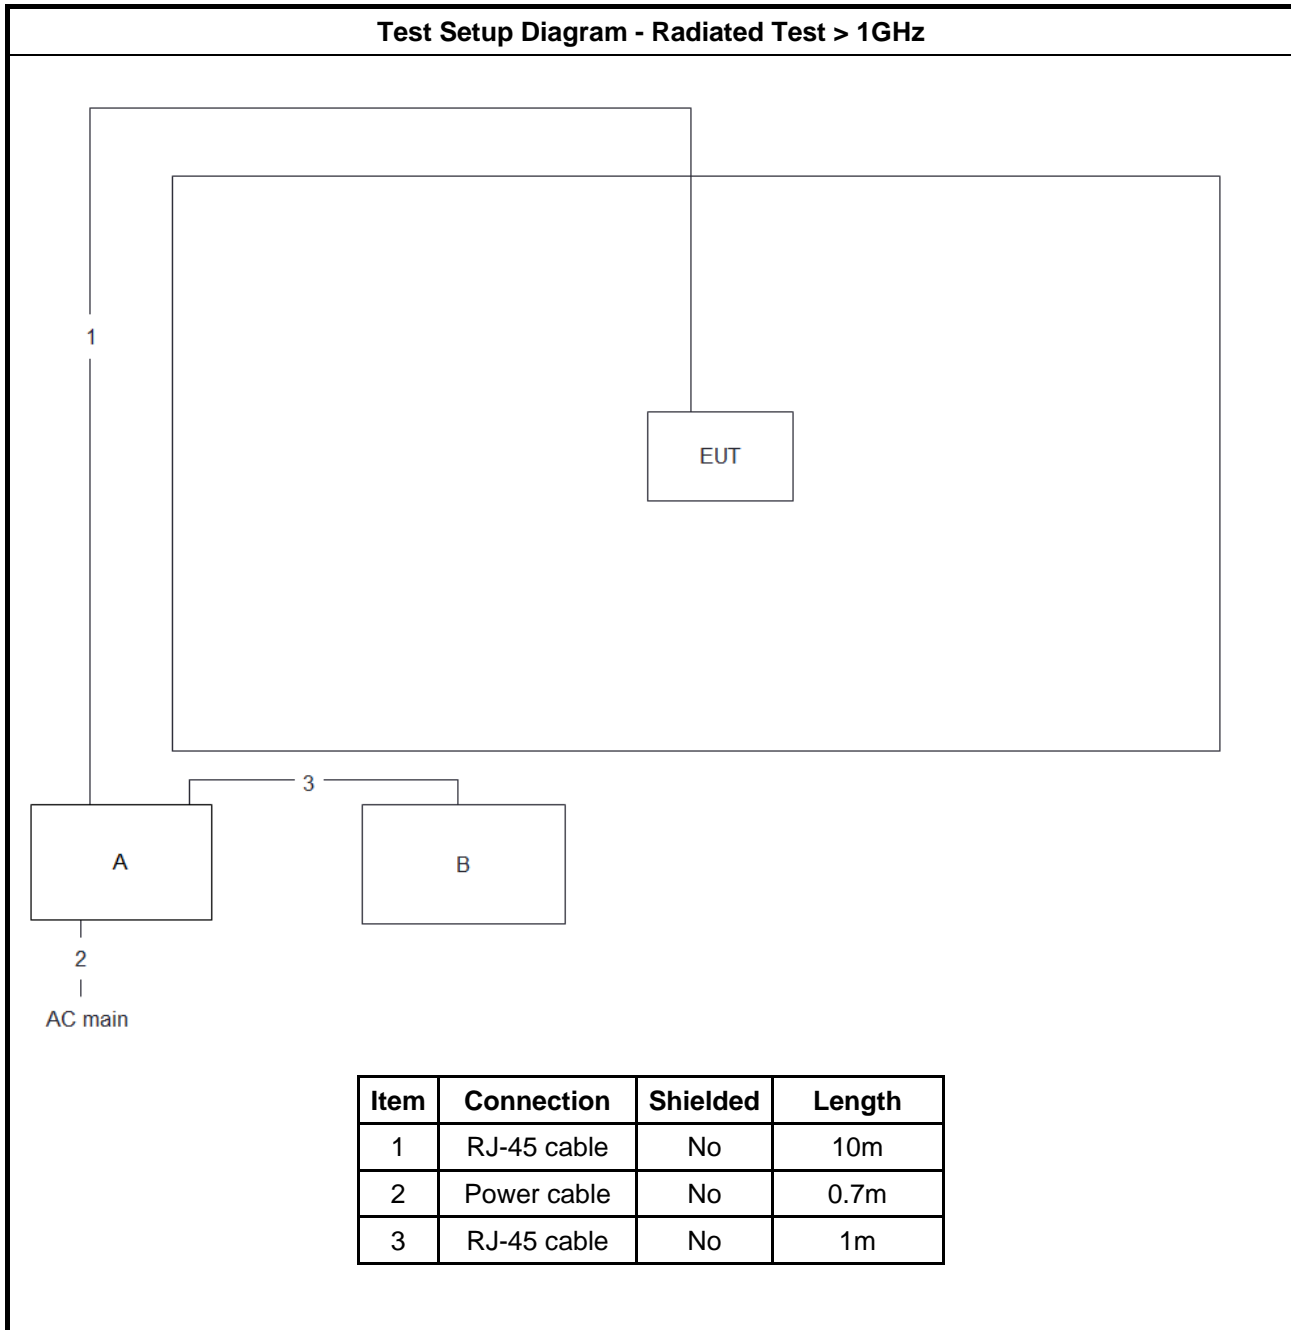 Test Setup Diagram - Radiated Test > 1GHz
1
EUT
3
A
B
2
AC main
Item Connection Shielded Length
1 RJ-45 cable No 10m
2 Power cable No 0.7m
3 RJ-45 cable No 1m